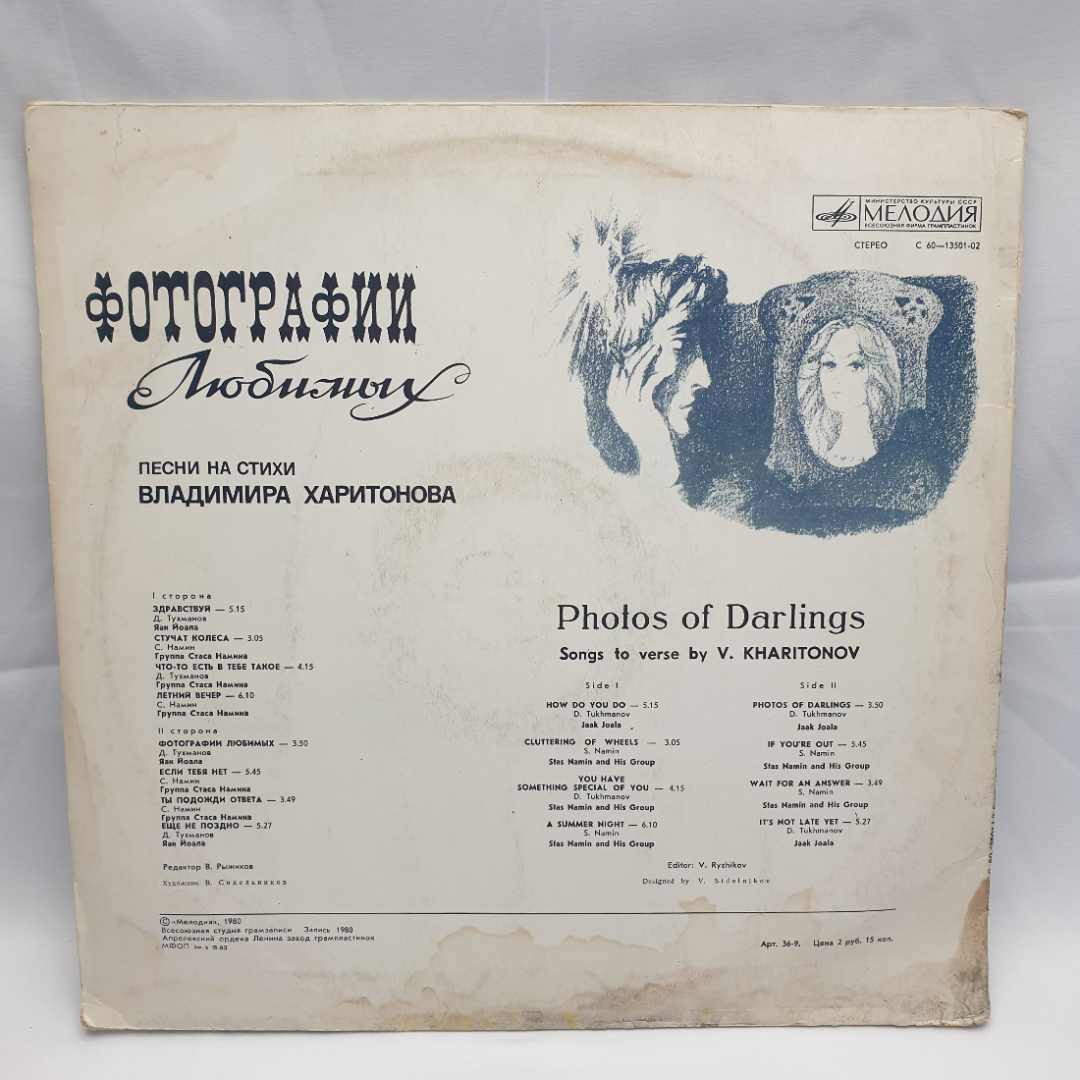 МИНИСТЕРСТВО КУЛЬТУРЫ СССР
МЕЛОДИЯ
ВСЕСОЮЗНАЯ ФИРМА ГРАМПЛАСТИНОК
СТЕРЕО С 60—13501-02
ФОТОГРАФИИ
Любимых
ПЕСНИ НА СТИХИ
ВЛАДИМИРА ХАРИТОНОВА
I сторона
ЗДРАВСТВУЙ — 5.15
Д. Тухманов
Яак Йоала
СТУЧАТ КОЛЕСА — 3.05
С. Намин
Группа Стаса Намина
ЧТО-ТО ЕСТЬ В ТЕБЕ ТАКОЕ — 4.15
Д. Тухманов
Группа Стаса Намина
ЛЕТНИЙ ВЕЧЕР — 6.10
С. Намин
Группа Стаса Намина
II сторона
ФОТОГРАФИИ ЛЮБИМЫХ — 3.50
Д. Тухманов
Яак Йоала
ЕСЛИ ТЕБЯ НЕТ — 5.45
С. Намин
Группа Стаса Намина
ТЫ ПОДОЖДИ ОТВЕТА — 3.49
С. Намин
Группа Стаса Намина
ЕЩЕ НЕ ПОЗДНО — 5.27
Д. Тухманов
Яак Йоала
Редактор В. Рыжиков
Художник В. Сидельников
Photos of Darlings
Songs to verse by V. KHARITONOV
Side I
HOW DO YOU DO — 5.15
D. Tukhmanov
Jaak Joala
CLUTTERING OF WHEELS — 3.05
S. Namin
Stas Namin and His Group
YOU HAVE
SOMETHING SPECIAL OF YOU — 4.15
D. Tukhmanov
Stas Namin and His Group
A SUMMER NIGHT — 6.10
S. Namin
Stas Namin and His Group
Side II
PHOTOS OF DARLINGS — 3.50
D. Tukhmanov
Jaak Joala
IF YOU'RE OUT — 5.45
S. Namin
Stas Namin and His Group
WAIT FOR AN ANSWER — 3.49
S. Namin
Stas Namin and His Group
IT'S NOT LATE YET — 5.27
D. Tukhmanov
Jaak Joala
Editor: V. Ryzhikov
Designed by V. Sidelnikov
© «Мелодия», 1980
Всесоюзная студия грамзаписи Запись 1980
Апрелевский ордена Ленина завод грампластинок
МФОП
Арт. 36-9. Цена 2 руб. 15 коп.